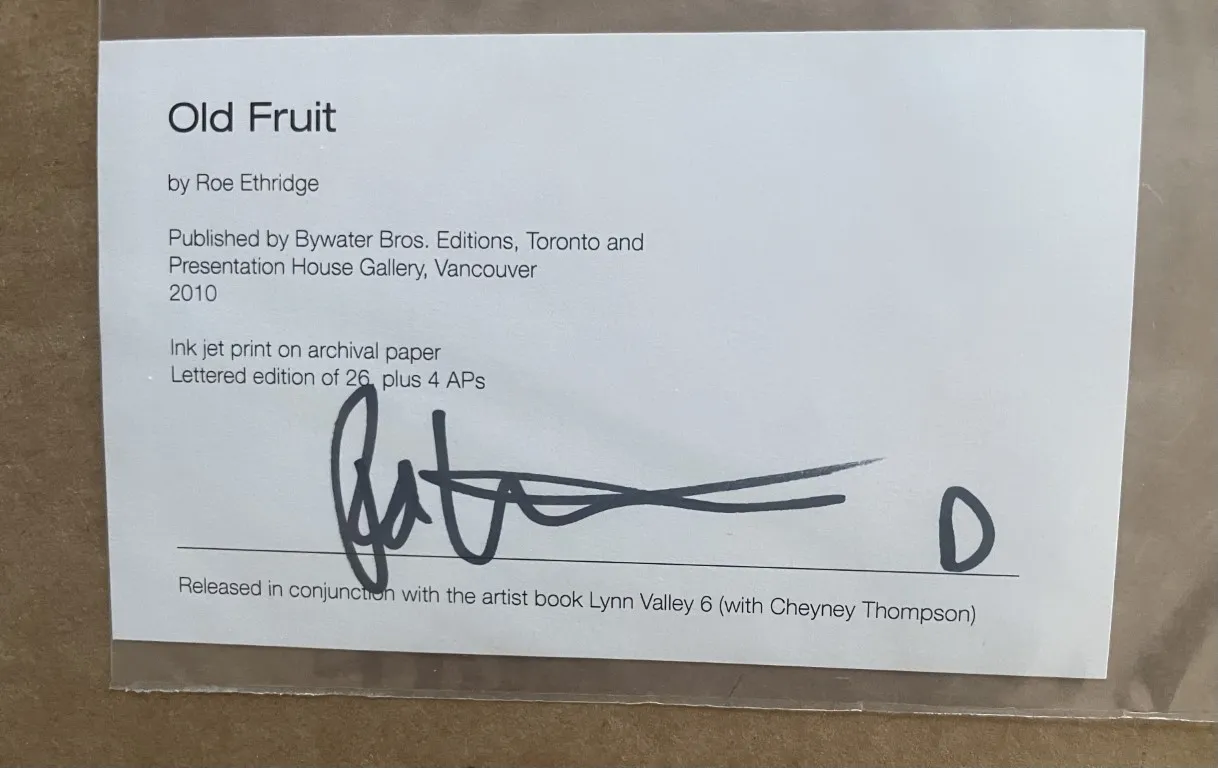 Old Fruit
by Roe Ethridge
Published by Bywater Bros. Editions, Toronto and
Presentation House Gallery, Vancouver
2010
Ink jet print on archival paper
Lettered edition of 26, plus 4 APs
D
Released in conjunction with the artist book Lynn Valley 6 (with Cheyney Thompson)